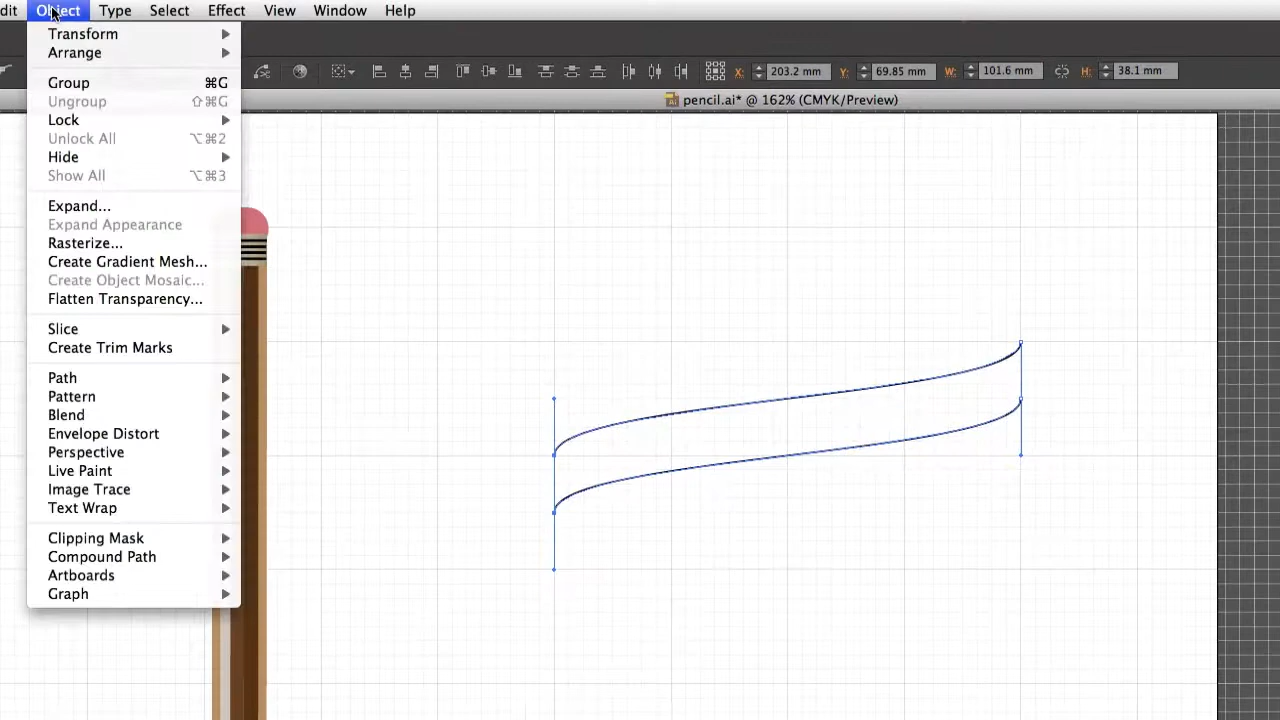 dit Object Type Select Effect View Window Help
X: 203.2 mm Y: 69.85 mm W: 101.6 mm H: 38.1 mm
pencil.ai* @ 162% (CMYK/Preview)
Transform
Arrange
Group ⌘G
Ungroup ⇧⌘G
Lock
Unlock All ⌥⌘2
Hide
Show All ⌥⌘3
Expand...
Expand Appearance
Rasterize...
Create Gradient Mesh...
Create Object Mosaic...
Flatten Transparency...
Slice
Create Trim Marks
Path
Pattern
Blend
Envelope Distort
Perspective
Live Paint
Image Trace
Text Wrap
Clipping Mask
Compound Path
Artboards
Graph